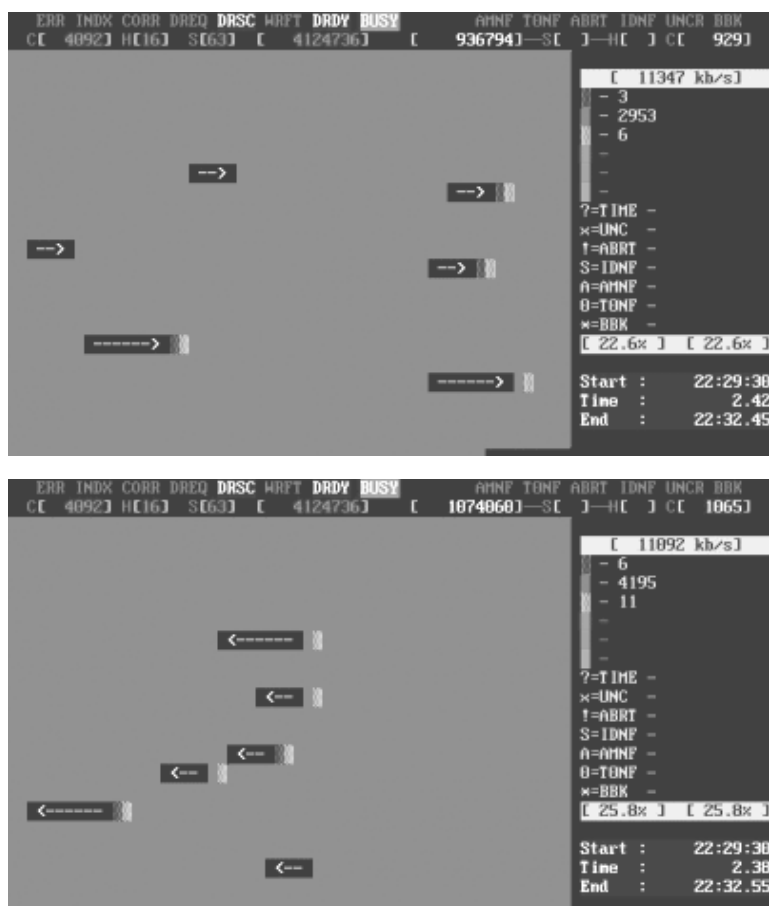 ERR INDX CORR DREQ DRSC WRFT DRDY BUSY AMNF T0NF ABRT IDNF UNCR BBK
C[ 4092] H[16] S[63] [ 4124736] [ 936794]—S[ ]—H[ ] C[ 929]
[ 11347 kb/s]
- 3
- 2953
-->
- 6
-
-
--> -
?=TIME -
x=UNC -
--> !=ABRT -
--> S=IDNF -
A=AMNF -
0=T0NF -
*=BBK -
------> [ 22.6% ] [ 22.6% ]
------> Start : 22:29:30
Time : 2.42
End : 22:32.45
ERR INDX CORR DREQ DRSC WRFT DRDY BUSY AMNF T0NF ABRT IDNF UNCR BBK
C[ 4092] H[16] S[63] [ 4124736] [ 1074060]—S[ ]—H[ ] C[ 1065]
[ 11092 kb/s]
- 6
- 4195
- 11
-
<------ -
-
?=TIME -
<-- x=UNC -
!=ABRT -
S=IDNF -
<-- A=AMNF -
<-- 0=T0NF -
*=BBK -
<------ [ 25.8% ] [ 25.8% ]
Start : 22:29:30
<-- Time : 2.38
End : 22:32.55